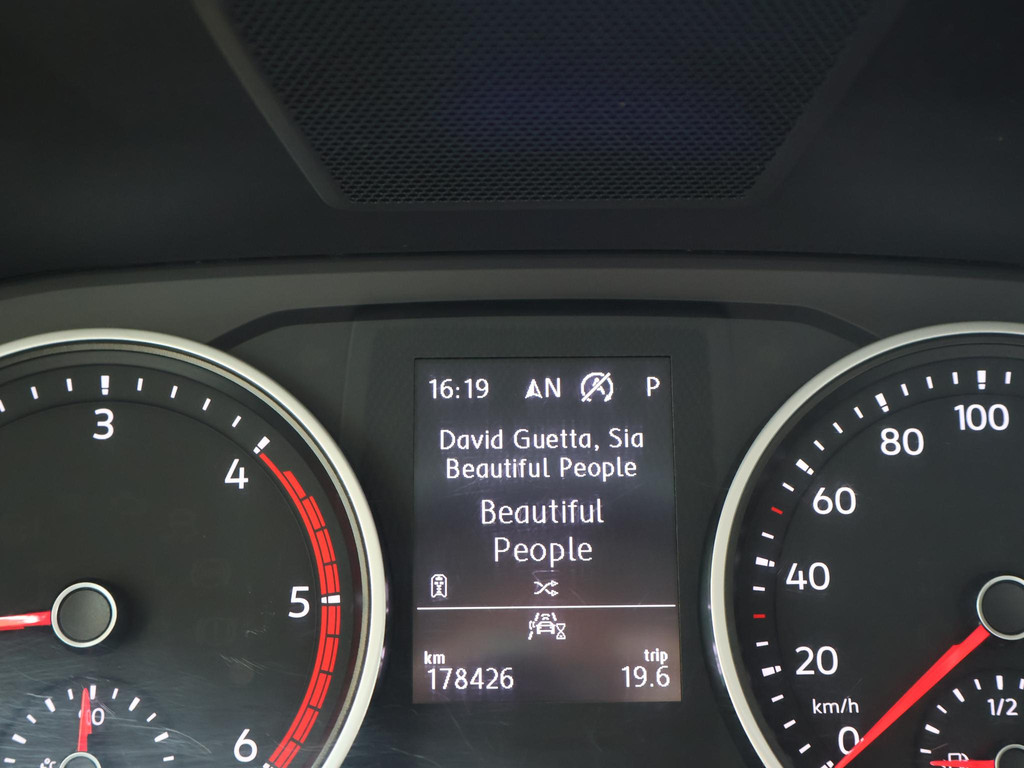 16:19 N P
David Guetta, Sia
Beautiful People
Beautiful
People
km trip
178426 19.6
3
4
5
6
100
80
60
40
20
km/h
0
1/2